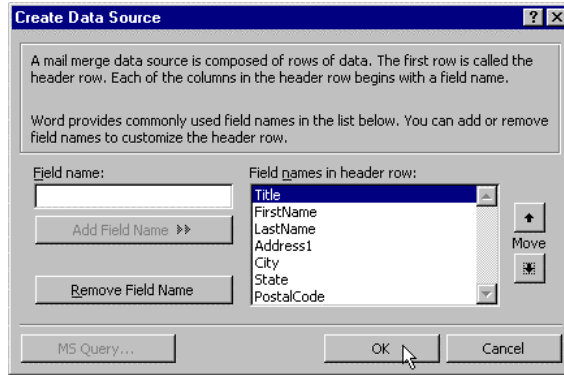 Create Data Source
A mail merge data source is composed of rows of data. The first row is called the
header row. Each of the columns in the header row begins with a field name.
Word provides commonly used field names in the list below. You can add or remove
field names to customize the header row.
Field name:
Field names in header row:
Add Field Name
Remove Field Name
Title
FirstName
LastName
Address1
City
State
PostalCode
Move
MS Query...
OK
Cancel